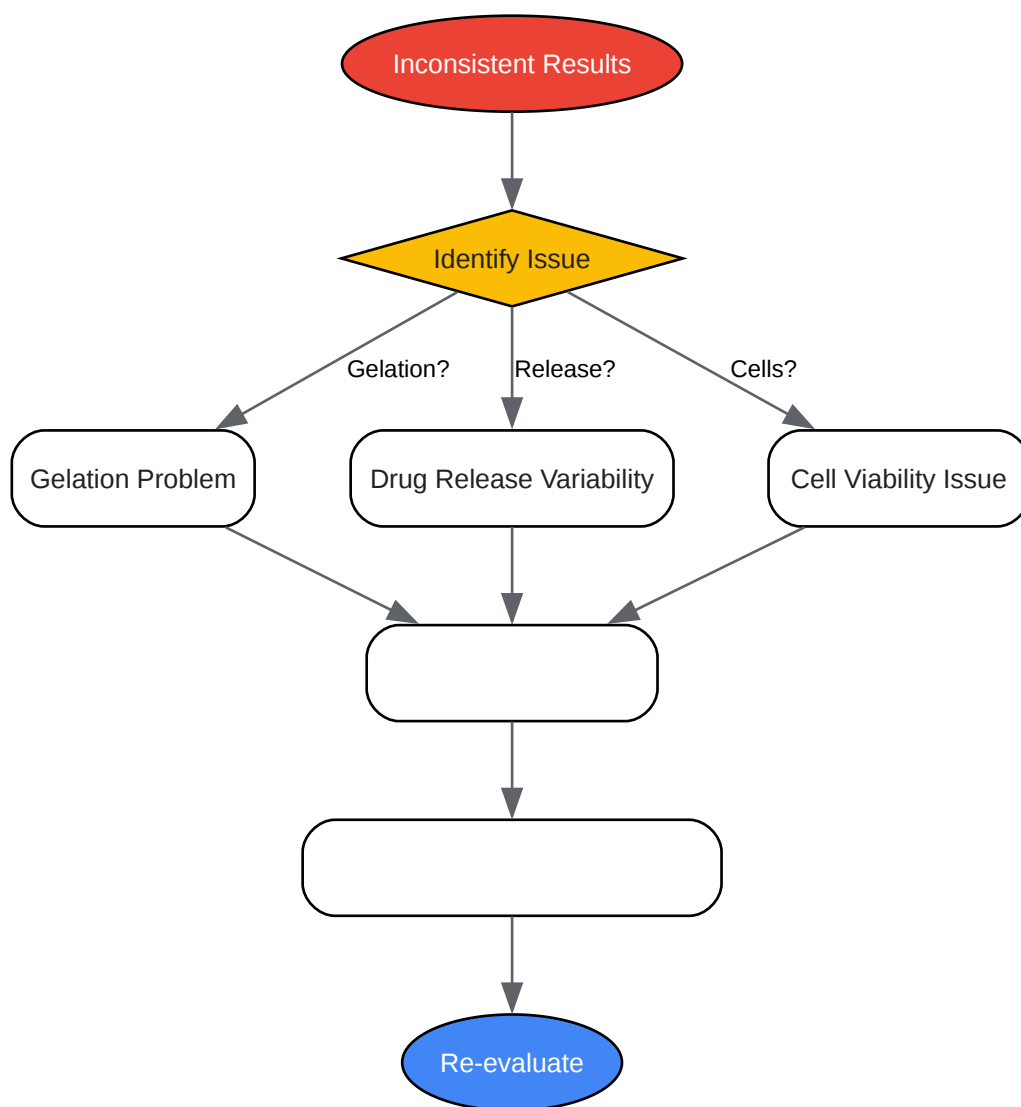 Inconsistent Results
Identify Issue
Gelation?
Release?
Cells?
Gelation Problem
Drug Release Variability
Cell Viability Issue
Re-evaluate